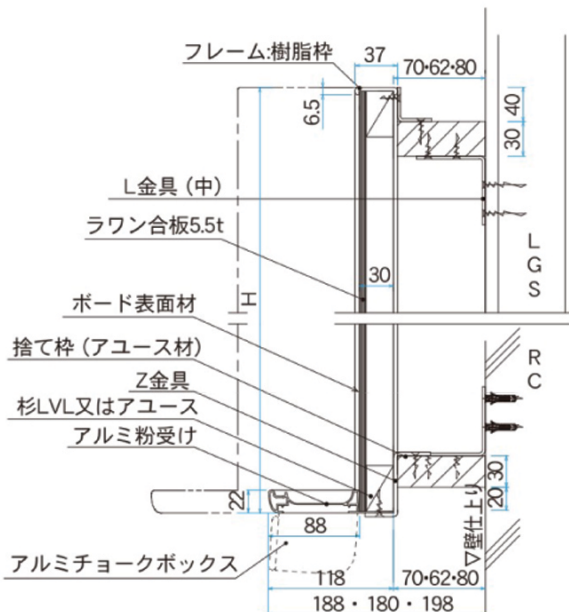 フレーム:樹脂枠
37
70・62・80
6.5
40
30
L金具（中）
ラワン合板5.5t
30
H
LGS
ボード表面材
捨て枠（アユース材）
RC
Z金具
杉LVL又はアユース
アルミ粉受け
30
20
22
▽壁仕上り
88
アルミチョークボックス
118
70・62・80
188・180・198